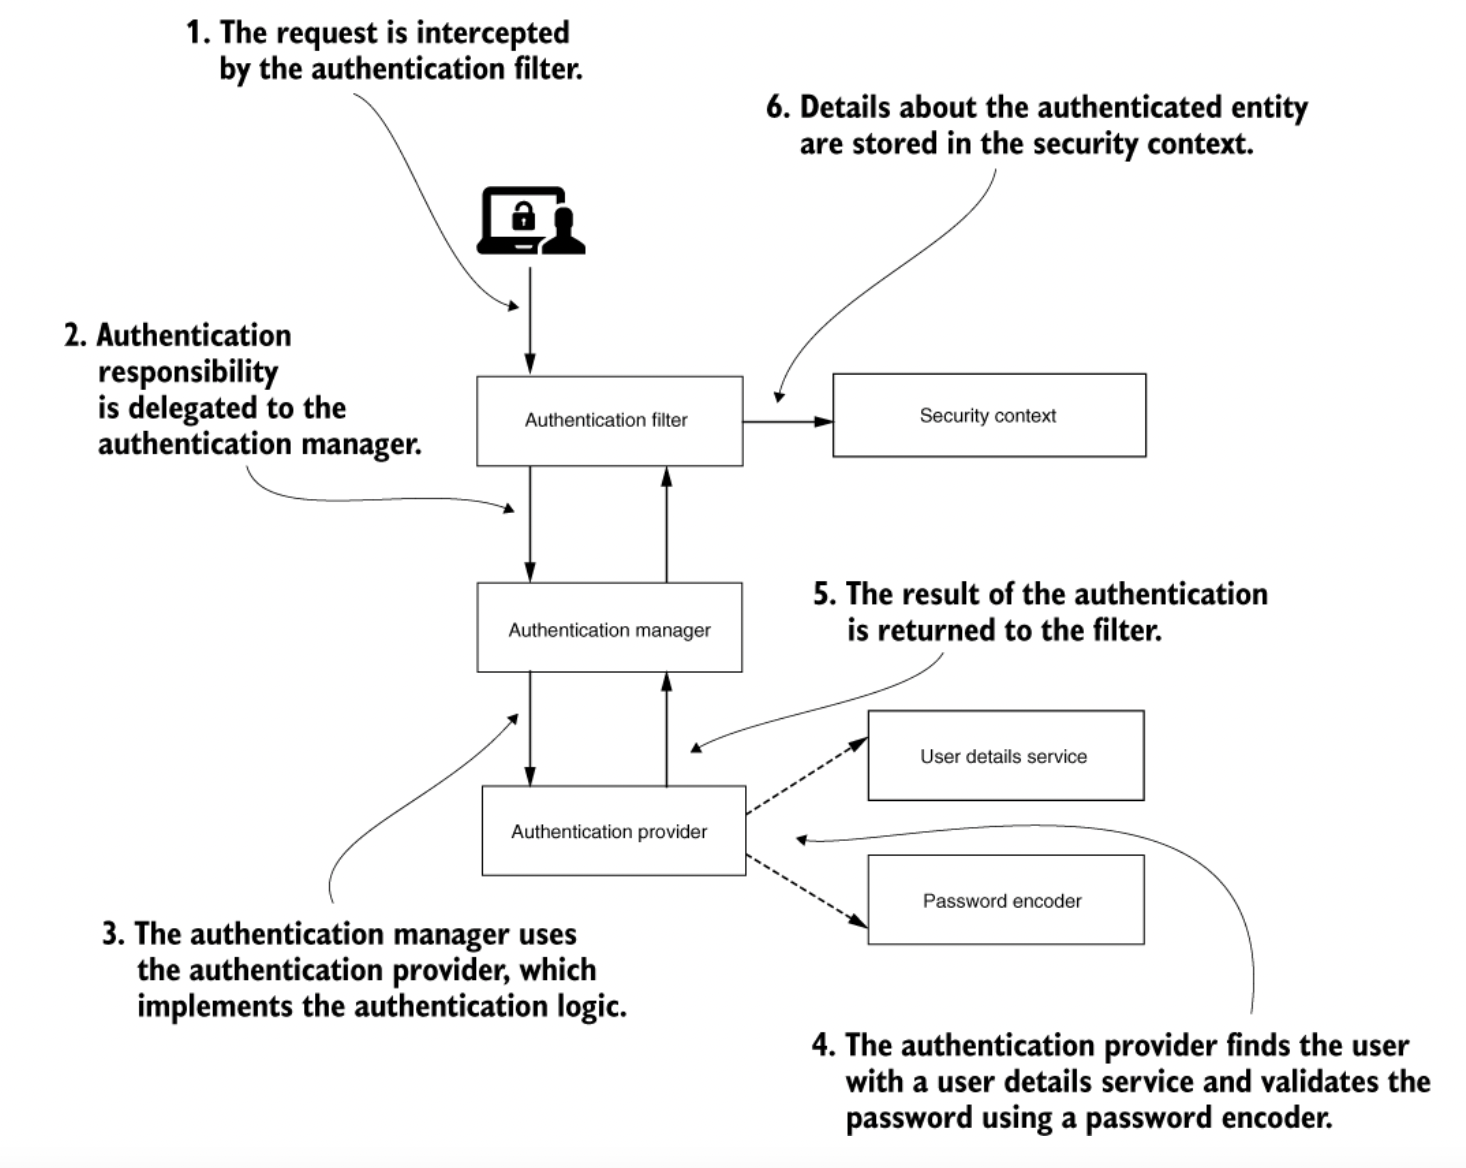 1. The request is intercepted
by the authentication filter.
6. Details about the authenticated entity
are stored in the security context.
2. Authentication
responsibility
is delegated to the
authentication manager.
Authentication filter
Security context
Authentication manager
5. The result of the authentication
is returned to the filter.
User details service
Authentication provider
Password encoder
3. The authentication manager uses
the authentication provider, which
implements the authentication logic.
4. The authentication provider finds the user
with a user details service and validates the
password using a password encoder.